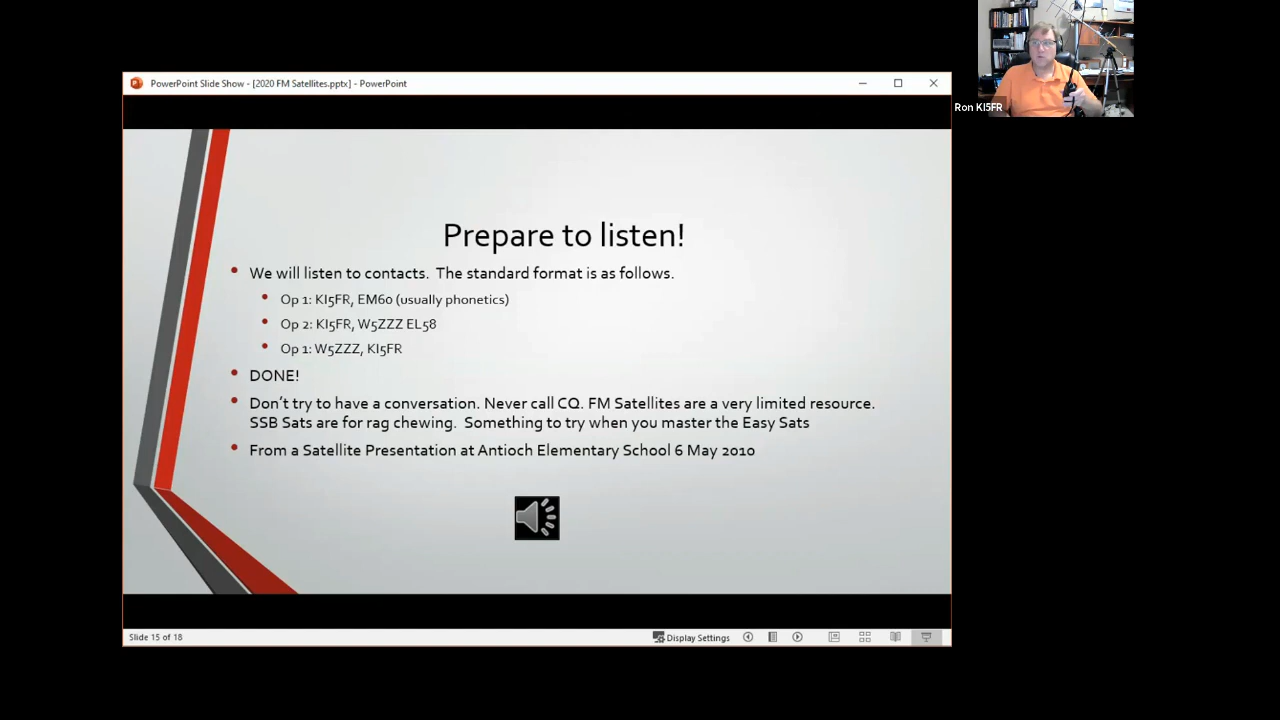 PowerPoint Slide Show - [2020 FM Satellites.pptx] - PowerPoint
Ron KI5FR
Prepare to listen!
We will listen to contacts. The standard format is as follows.
Op 1: KI5FR, EM60 (usually phonetics)
Op 2: KI5FR, W5ZZZ EL58
Op 1: W5ZZZ, KI5FR
DONE!
Don't try to have a conversation. Never call CQ. FM Satellites are a very limited resource.
SSB Sats are for rag chewing. Something to try when you master the Easy Sats
From a Satellite Presentation at Antioch Elementary School 6 May 2010
Slide 15 of 18
Display Settings